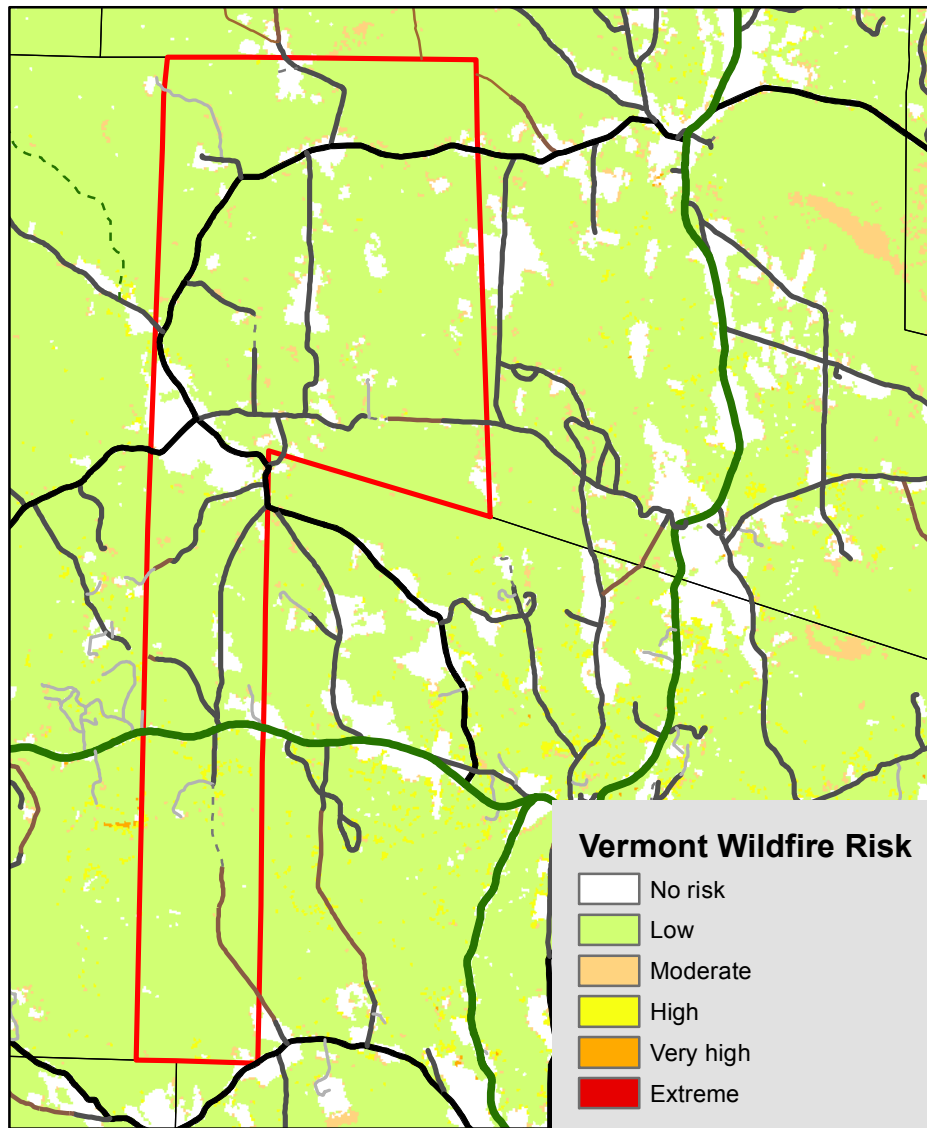 Vermont Wildfire Risk
No risk
Low
Moderate
High
Very high
Extreme